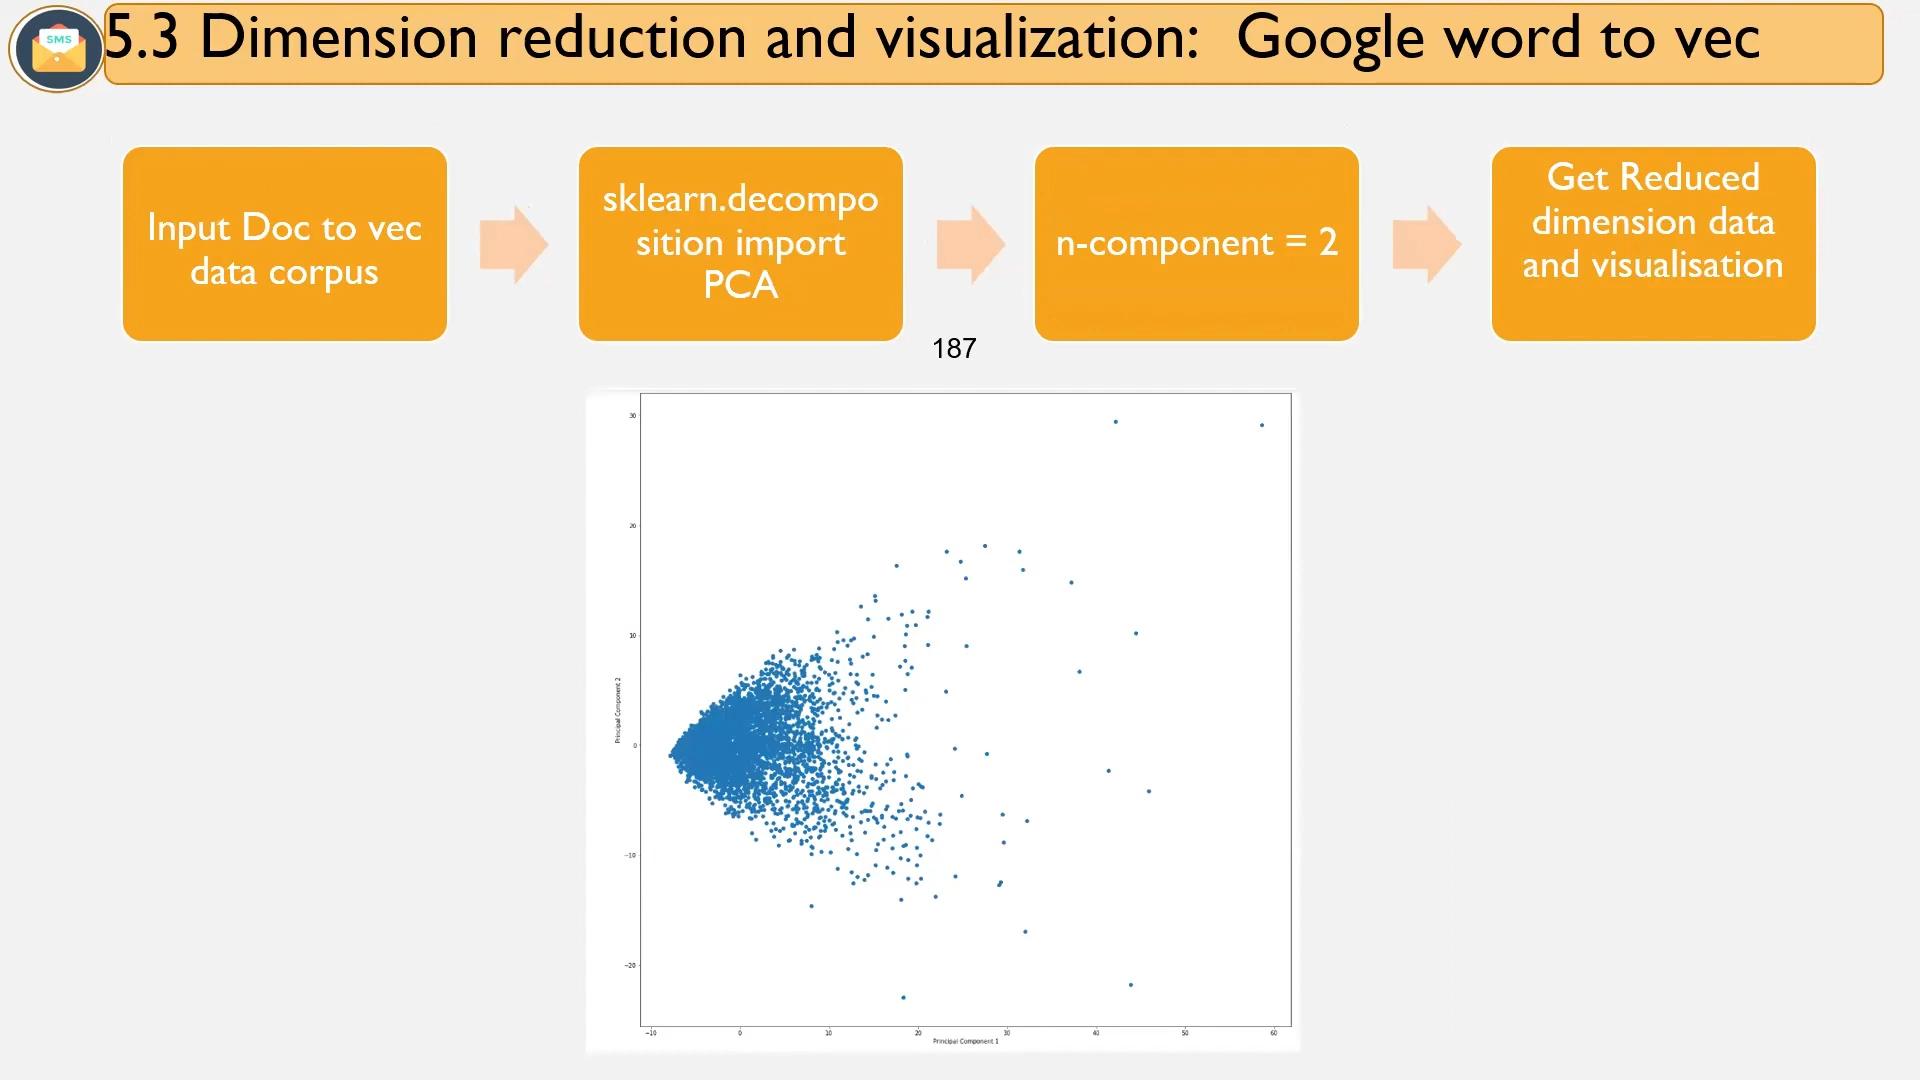 SMS
5.3 Dimension reduction and visualization: Google word to vec
Input Doc to vec
data corpus
sklearn.decompo
sition import
PCA
n-component = 2
Get Reduced
dimension data
and visualisation
187
30
20
10
0
−10
−20
Principal Component 2
−10 0 10 20 30 40 50 60
Principal Component 1